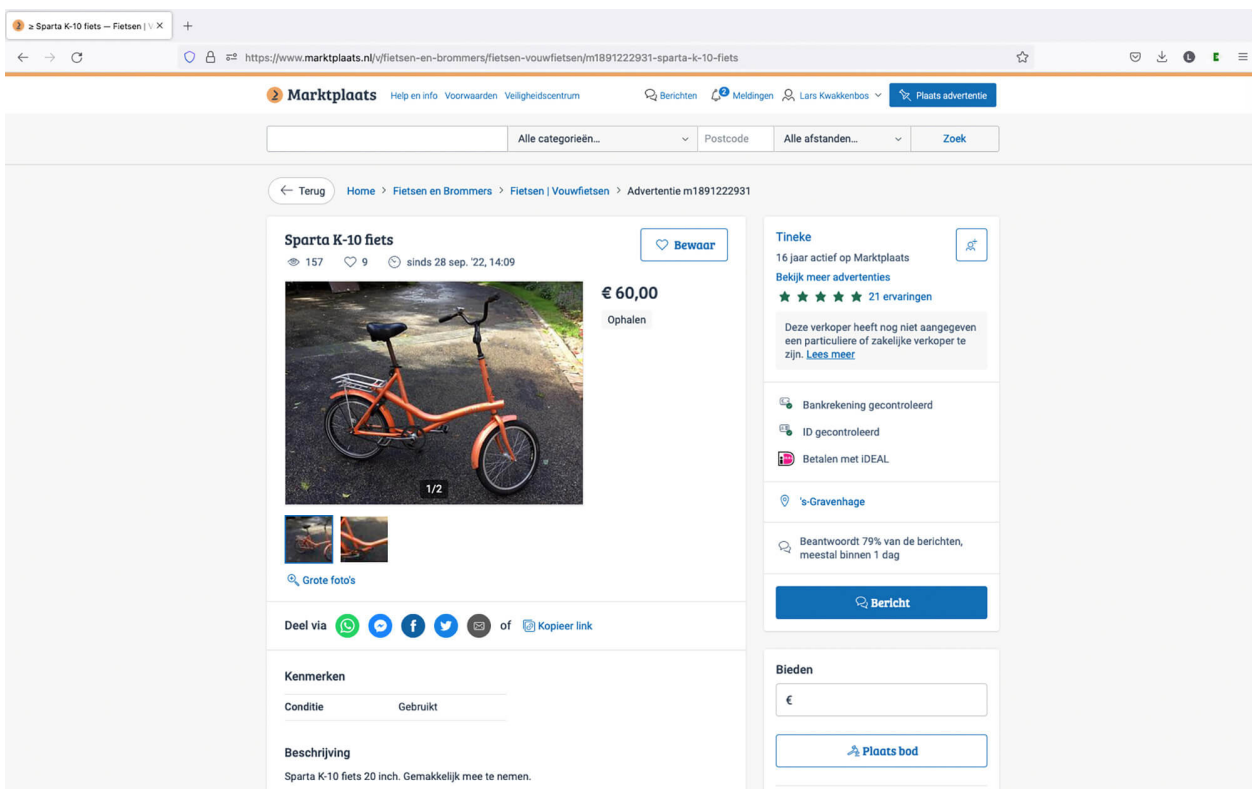 ≥ Sparta K-10 fiets — Fietsen | V
https://www.marktplaats.nl/v/fietsen-en-brommers/fietsen-vouwfietsen/m1891222931-sparta-k-10-fiets
Marktplaats Help en info Voorwaarden Veiligheidscentrum Berichten 2 Meldingen Lars Kwakkenbos Plaats advertentie
Alle categorieën... Postcode Alle afstanden... Zoek
Terug Home > Fietsen en Brommers > Fietsen | Vouwfietsen > Advertentie m1891222931
Sparta K-10 fiets
Bewaar
157 9 sinds 28 sep. '22, 14:09
€ 60,00
Ophalen
1/2
Grote foto's
Deel via of Kopieer link
Kenmerken
Conditie Gebruikt
Beschrijving
Sparta K-10 fiets 20 inch. Gemakkelijk mee te nemen.
Tineke
16 jaar actief op Marktplaats
Bekijk meer advertenties
21 ervaringen
Deze verkoper heeft nog niet aangegeven
een particuliere of zakelijke verkoper te
zijn. Lees meer
Bankrekening gecontroleerd
ID gecontroleerd
Betalen met iDEAL
's-Gravenhage
Beantwoordt 79% van de berichten,
meestal binnen 1 dag
Bericht
Bieden
€
Plaats bod